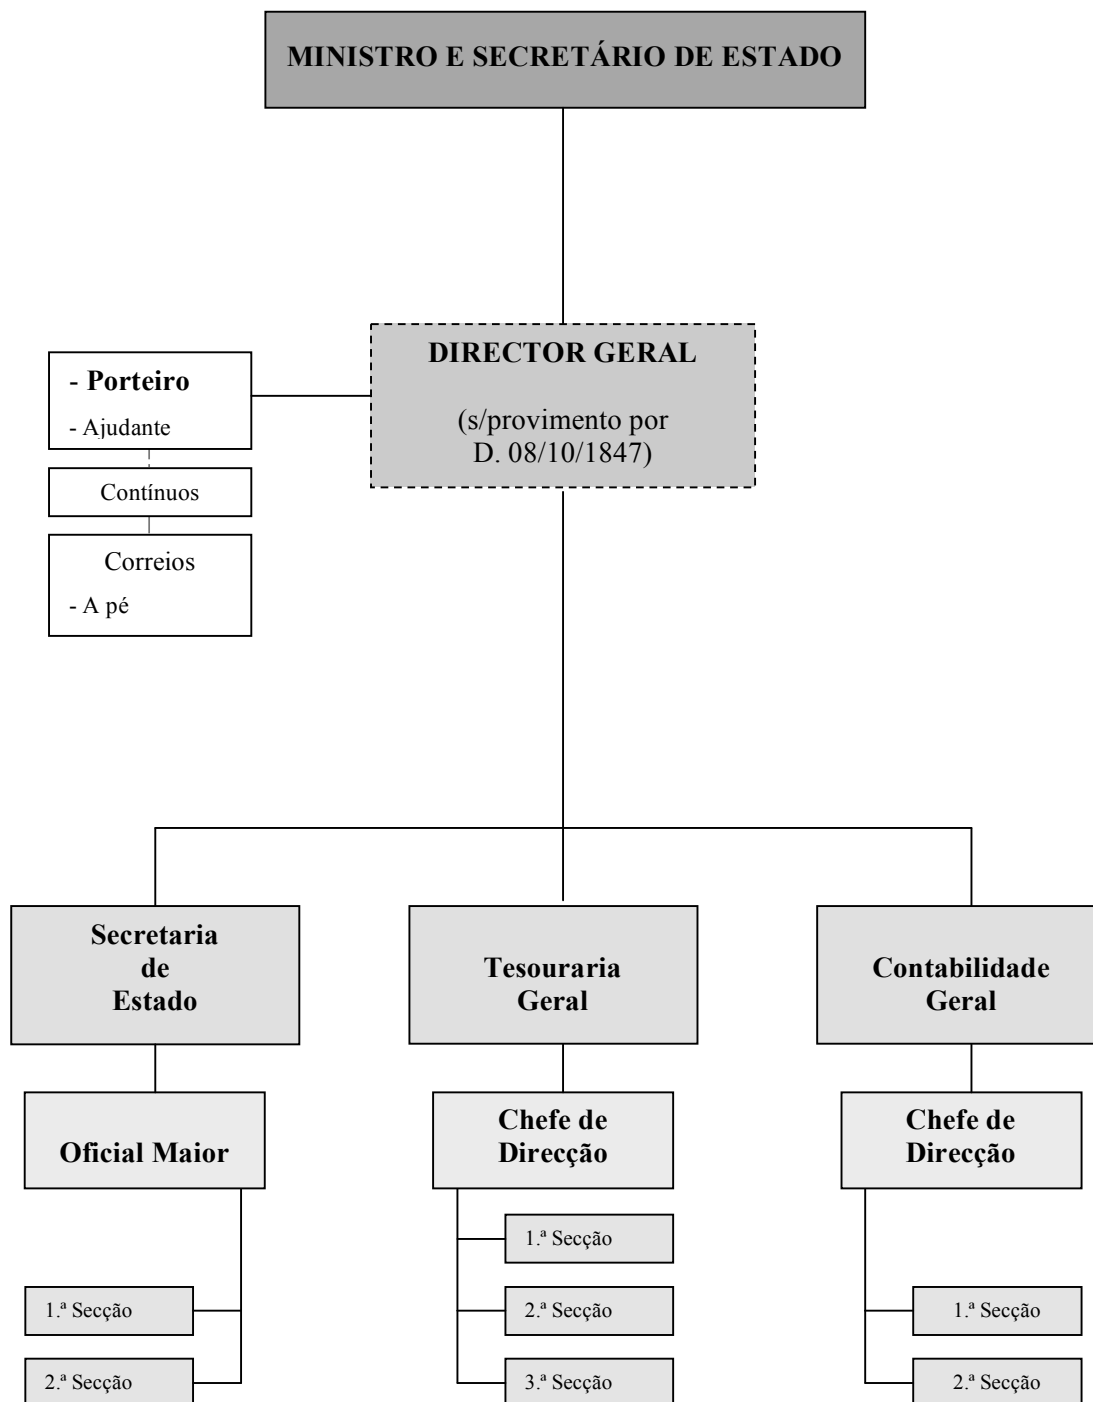 MINISTRO E SECRETÁRIO DE ESTADO
DIRECTOR GERAL
(s/provimento por
D. 08/10/1847)
- Porteiro
- Ajudante
Contínuos
Correios
- A pé
Secretaria
de
Estado
Tesouraria
Geral
Contabilidade
Geral
Oficial Maior
Chefe de
Direcção
Chefe de
Direcção
1.ª Secção
2.ª Secção
1.ª Secção
2.ª Secção
3.ª Secção
1.ª Secção
2.ª Secção